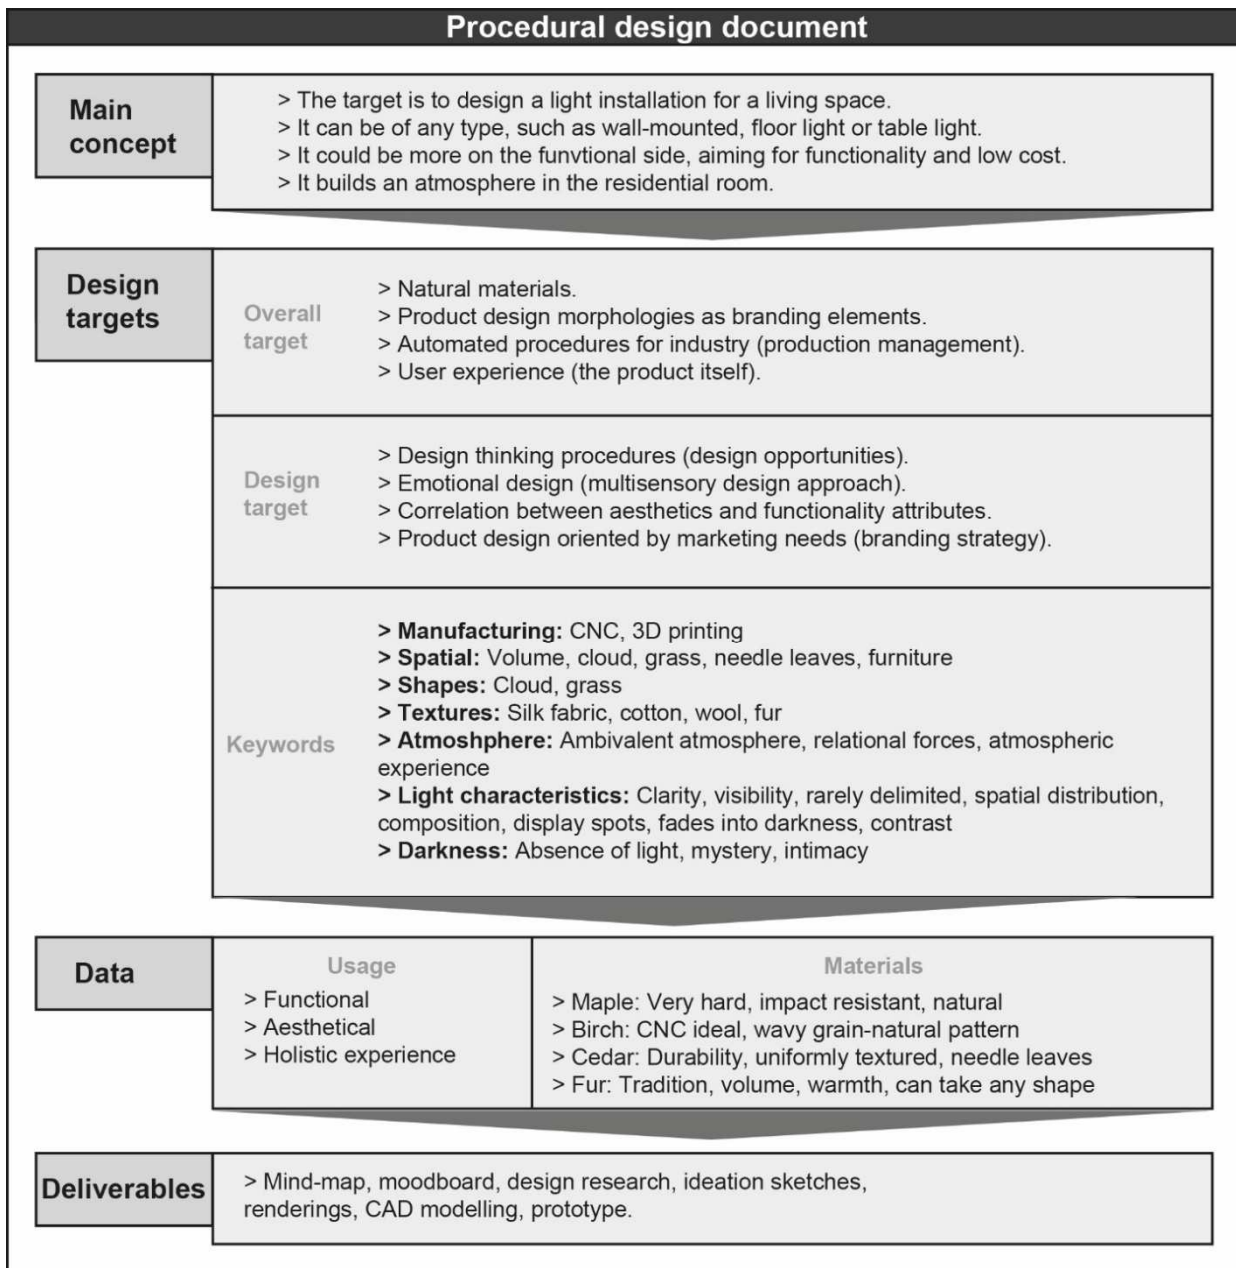 Procedural design document
Main
concept
> The target is to design a light installation for a living space.
> It can be of any type, such as wall-mounted, floor light or table light.
> It could be more on the funvtional side, aiming for functionality and low cost.
> It builds an atmosphere in the residential room.
Design
targets
Overall
target
> Natural materials.
> Product design morphologies as branding elements.
> Automated procedures for industry (production management).
> User experience (the product itself).
Design
target
> Design thinking procedures (design opportunities).
> Emotional design (multisensory design approach).
> Correlation between aesthetics and functionality attributes.
> Product design oriented by marketing needs (branding strategy).
Keywords
> Manufacturing: CNC, 3D printing
> Spatial: Volume, cloud, grass, needle leaves, furniture
> Shapes: Cloud, grass
> Textures: Silk fabric, cotton, wool, fur
> Atmoshphere: Ambivalent atmosphere, relational forces, atmospheric
experience
> Light characteristics: Clarity, visibility, rarely delimited, spatial distribution,
composition, display spots, fades into darkness, contrast
> Darkness: Absence of light, mystery, intimacy
Data
Usage
> Functional
> Aesthetical
> Holistic experience
Materials
> Maple: Very hard, impact resistant, natural
> Birch: CNC ideal, wavy grain-natural pattern
> Cedar: Durability, uniformly textured, needle leaves
> Fur: Tradition, volume, warmth, can take any shape
Deliverables
> Mind-map, moodboard, design research, ideation sketches,
renderings, CAD modelling, prototype.